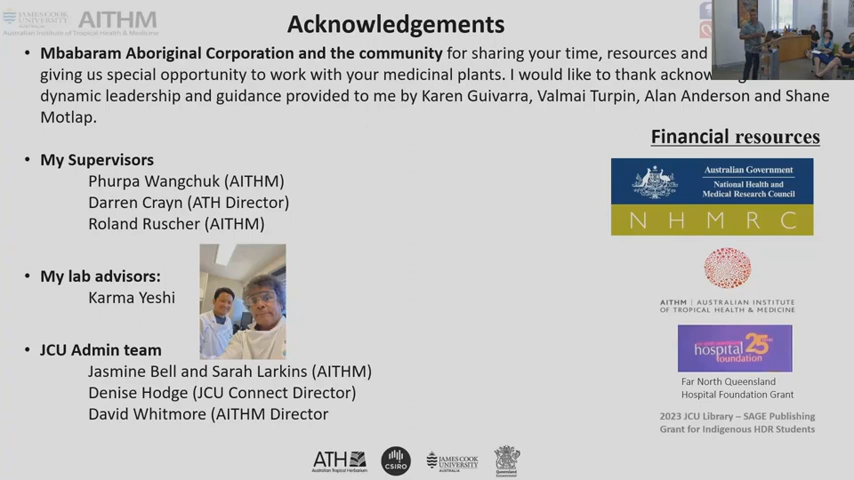 JAMES COOK
UNIVERSITY
AUSTRALIA
AITHM
Australian Institute of Tropical Health & Medicine
Acknowledgements
• Mbabaram Aboriginal Corporation and the community for sharing your time, resources and
giving us special opportunity to work with your medicinal plants. I would like to thank
dynamic leadership and guidance provided to me by Karen Guivarra, Valmai Turpin, Alan Anderson and Shane
Motlap.
• My Supervisors
Phurpa Wangchuk (AITHM)
Darren Crayn (ATH Director)
Roland Ruscher (AITHM)
• My lab advisors:
Karma Yeshi
• JCU Admin team
Jasmine Bell and Sarah Larkins (AITHM)
Denise Hodge (JCU Connect Director)
David Whitmore (AITHM Director
Financial resources
Australian Government
National Health and
Medical Research Council
NHMRC
AITHM | AUSTRALIAN INSTITUTE
OF TROPICAL HEALTH & MEDICINE
hospital 25
foundation
Far North Queensland
Hospital Foundation Grant
2023 JCU Library – SAGE Publishing
Grant for Indigenous HDR Students
ATH
Australian Tropical Herbarium
CSIRO
JAMES COOK
UNIVERSITY
AUSTRALIA